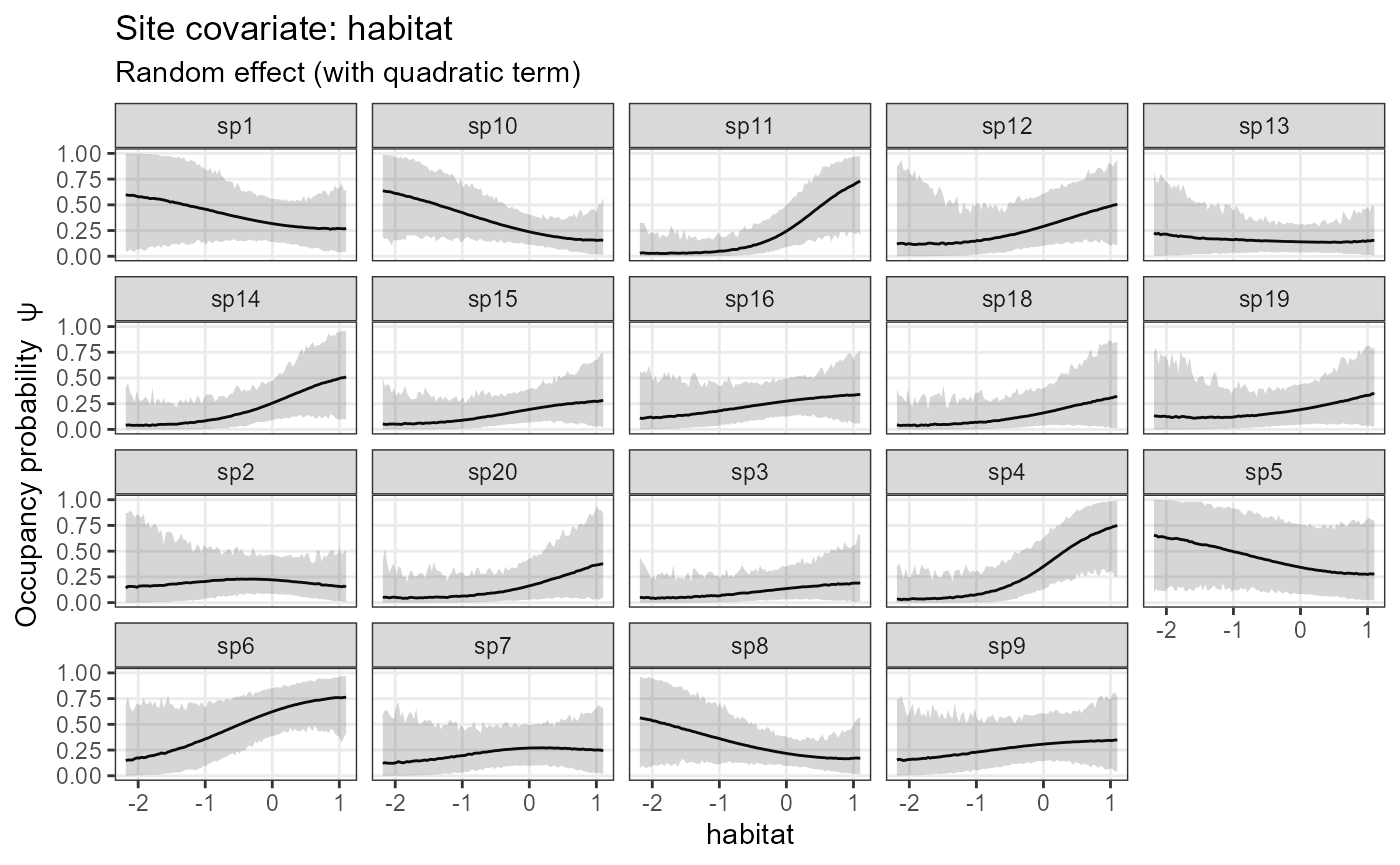 Site covariate: habitat
Random effect (with quadratic term)
sp1 sp10 sp11 sp12 sp13
1.00
0.75
0.50
0.25
0.00
sp14 sp15 sp16 sp18 sp19
1.00
0.75
0.50
0.25
0.00
Occupancy probability ψ
sp2 sp20 sp3 sp4 sp5
1.00
0.75
0.50
0.25
0.00
-2 -1 0 1
sp6 sp7 sp8 sp9
1.00
0.75
0.50
0.25
0.00
-2 -1 0 1 -2 -1 0 1 -2 -1 0 1 -2 -1 0 1
habitat